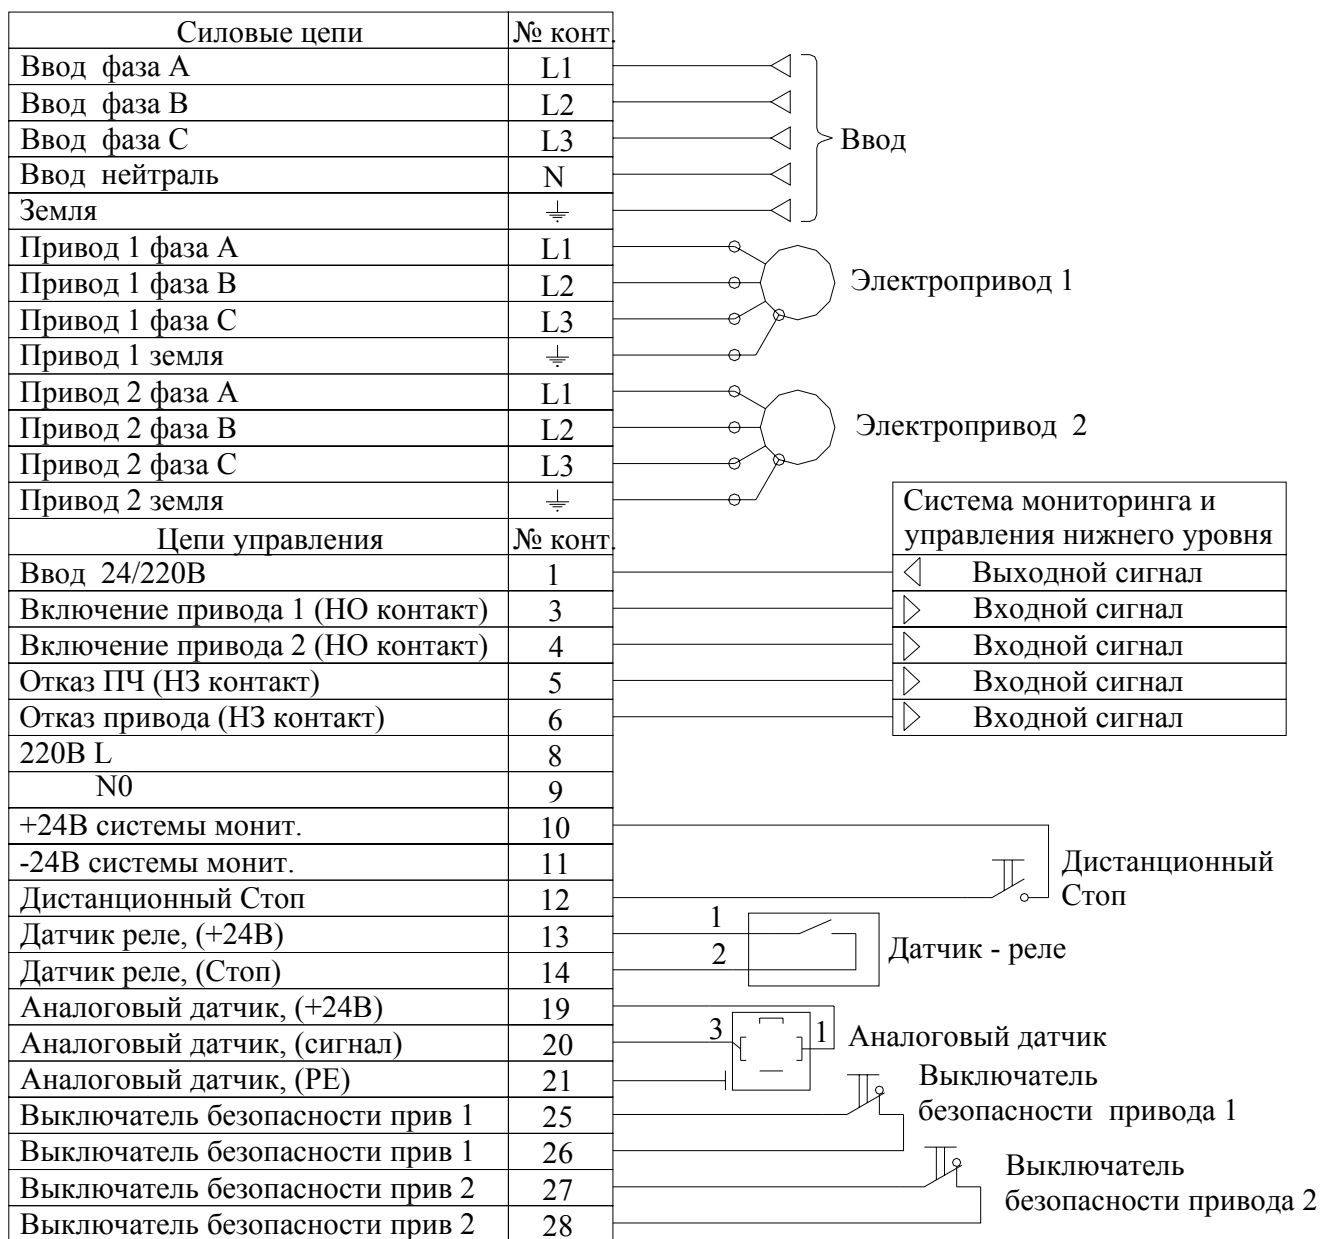 Силовые цепи № конт.
Ввод фаза А L1
Ввод фаза В L2
Ввод фаза С L3
Ввод
Ввод нейтраль N
Земля
Привод 1 фаза А L1
Привод 1 фаза В L2
Электропривод 1
Привод 1 фаза С L3
Привод 1 земля
Привод 2 фаза А L1
Привод 2 фаза В L2
Электропривод 2
Привод 2 фаза С L3
Привод 2 земля
Система мониторинга и
управления нижнего уровня
Цепи управления № конт.
Ввод 24/220В 1 Выходной сигнал
Включение привода 1 (НО контакт) 3 Входной сигнал
Включение привода 2 (НО контакт) 4 Входной сигнал
Отказ ПЧ (НЗ контакт) 5 Входной сигнал
Отказ привода (НЗ контакт) 6 Входной сигнал
220В L 8
N0 9
+24В системы монит. 10
-24В системы монит. 11
Дистанционный
Стоп
Дистанционный Стоп 12
Датчик реле, (+24В) 13 1
Датчик реле, (Стоп) 14 2
Датчик - реле
Аналоговый датчик, (+24В) 19
Аналоговый датчик, (сигнал) 20 3 1 Аналоговый датчик
Аналоговый датчик, (РЕ) 21
Выключатель
безопасности привода 1
Выключатель безопасности прив 1 25
Выключатель безопасности прив 1 26
Выключатель
безопасности привода 2
Выключатель безопасности прив 2 27
Выключатель безопасности прив 2 28